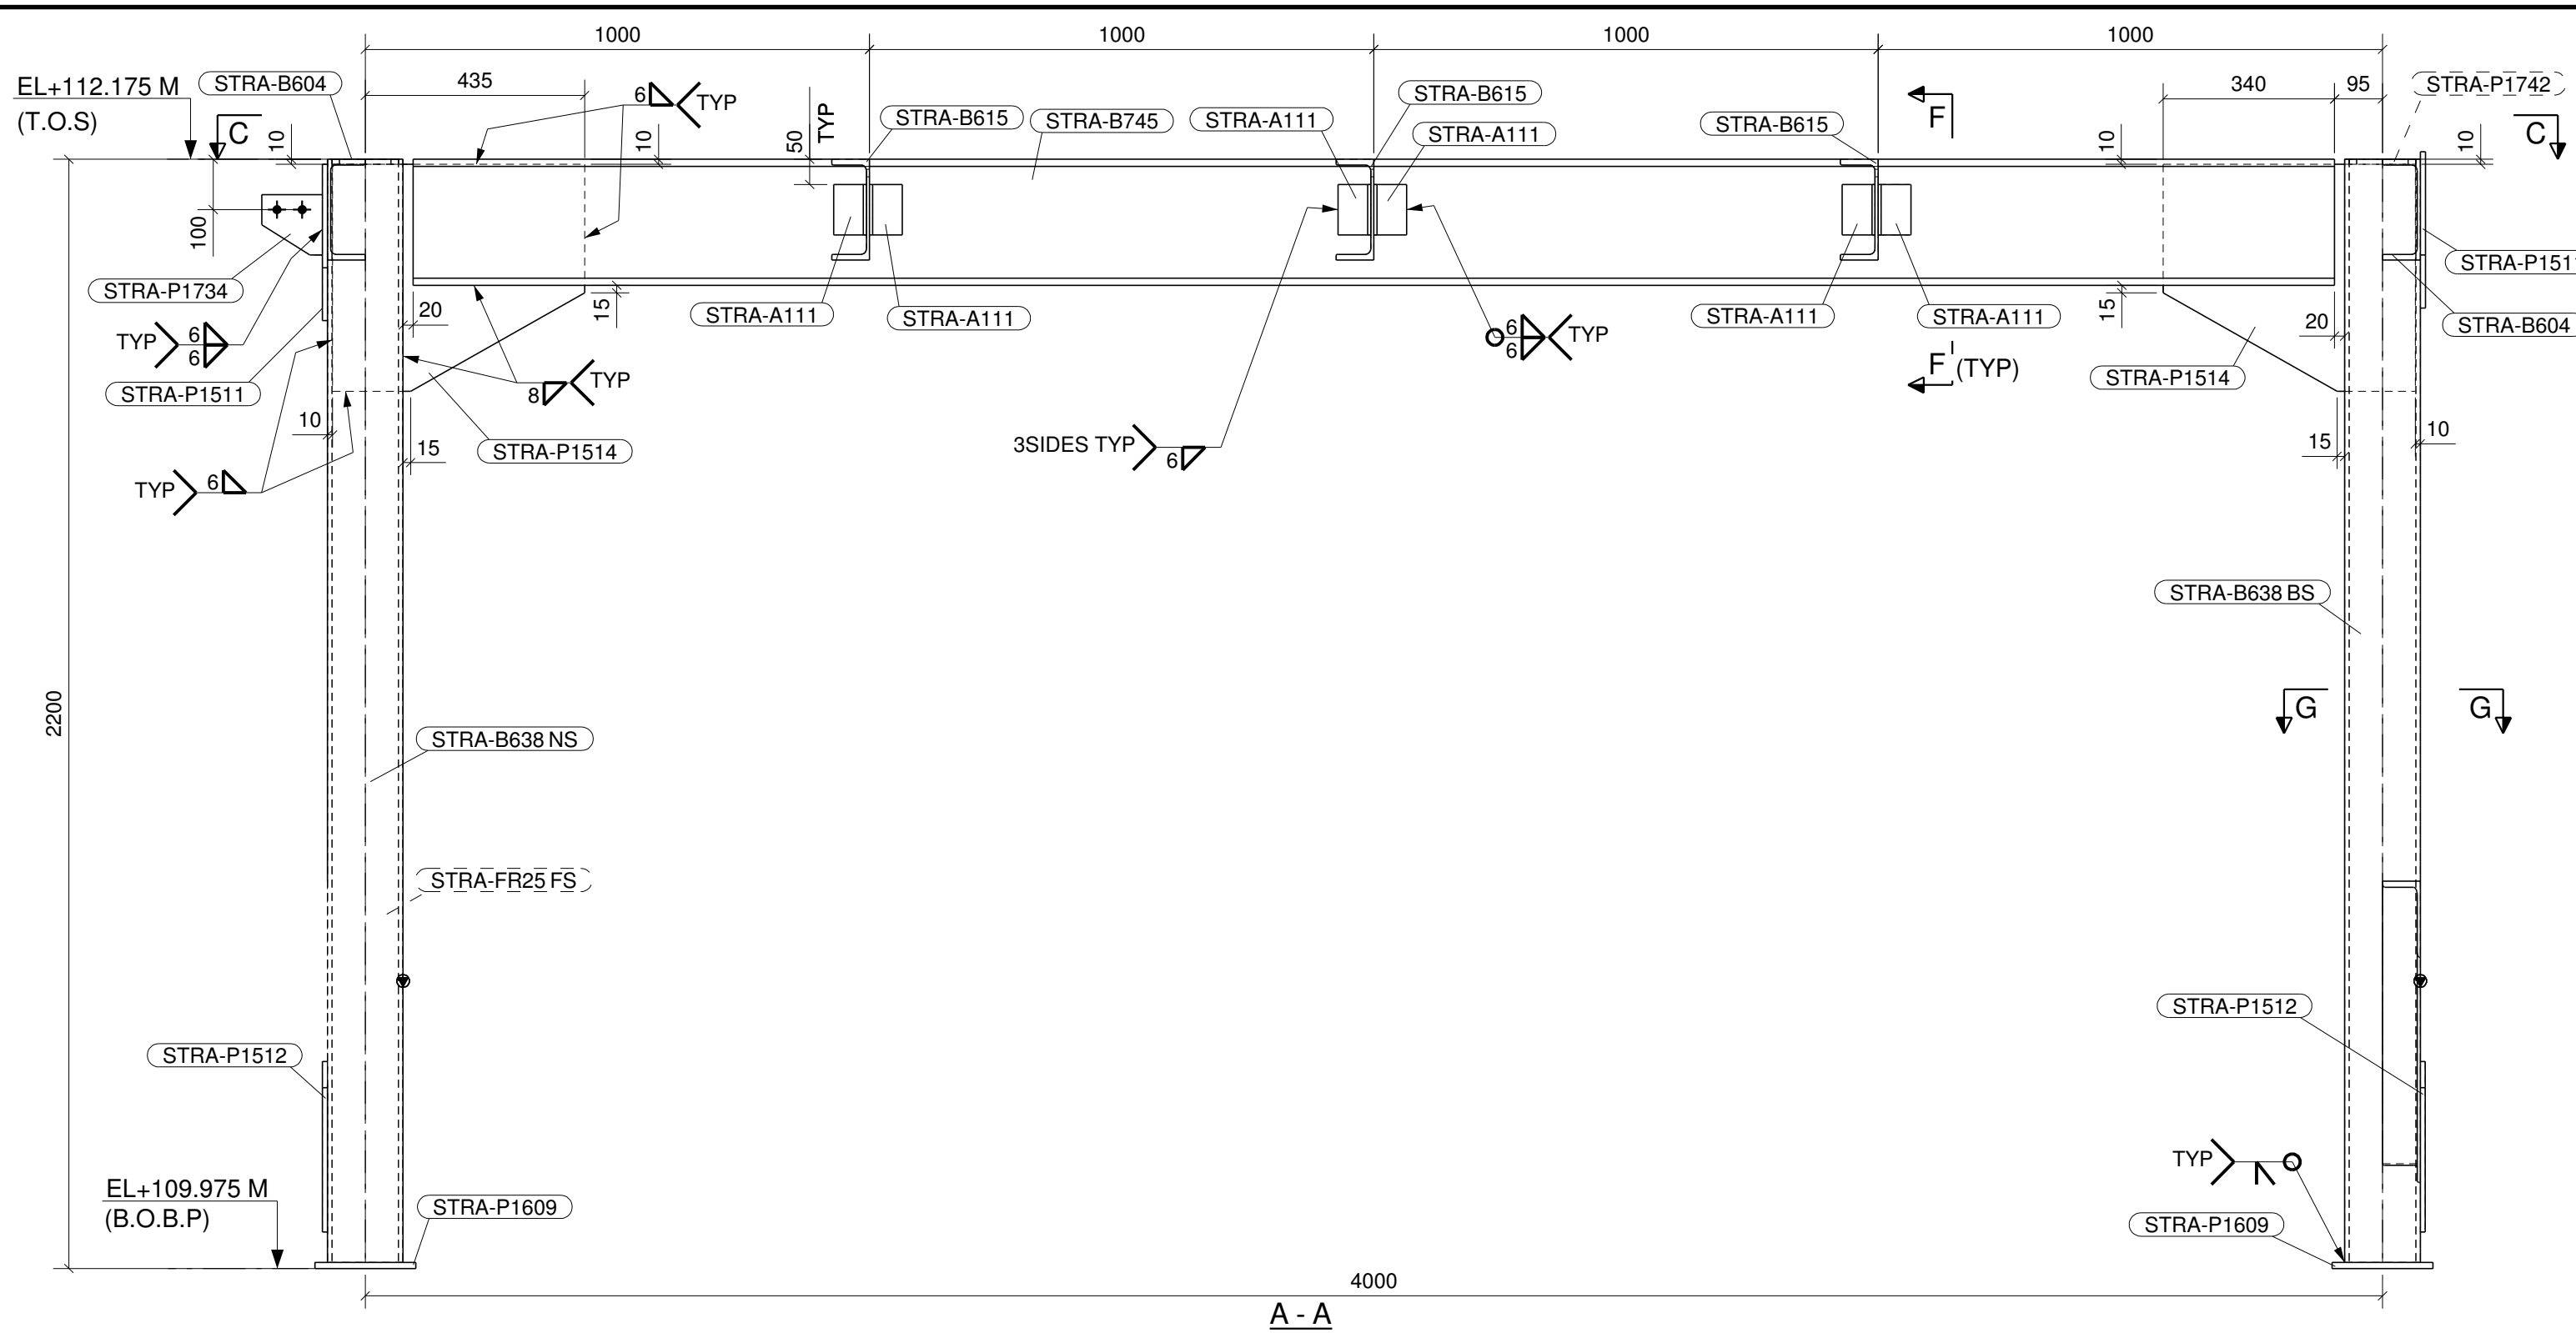 1000
1000
1000
1000
EL+112.175 M
(T.O.S)
STRA-B604
435
6
TYP
C
10
10
50
TYP
STRA-B615
STRA-B745
STRA-A111
STRA-B615
STRA-A111
STRA-B615
F
340
95
STRA-P1742
10
10
C
100
STRA-P1734
TYP
6
6
STRA-P1511
20
15
8
TYP
STRA-A111
STRA-A111
6
6
TYP
STRA-A111
STRA-A111
F
(TYP)
15
20
STRA-P1511
STRA-B604
STRA-P1514
10
15
STRA-P1514
3SIDES TYP
6
15
10
TYP
6
STRA-B638 BS
2200
G
G
STRA-B638 NS
STRA-FR25 FS
STRA-P1512
STRA-P1512
EL+109.975 M
(B.O.B.P)
STRA-P1609
TYP
STRA-P1609
4000
A - A